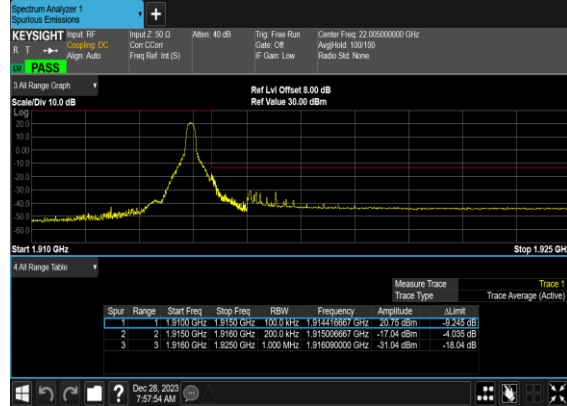 Spectrum Analyzer 1
Spurious Emissions
KEYSIGHT Input: RF Input Z: 50 Ω Atten: 40 dB Trig: Free Run Center Freq: 22.005000000 GHz
R T Coupling: DC Corr CCorr Gate: Off Avg|Hold: 100/100
Align: Auto Freq Ref: Int (S) IF Gain: Low Radio Std: None
PASS
3 All Range Graph
Ref Lvl Offset 8.00 dB
Scale/Div 10.0 dB Ref Value 30.00 dBm
Log
20.0
10.0
0.00
-10.0
-20.0
-30.0
-40.0
-50.0
-60.0
Start 1.910 GHz Stop 1.925 GHz
4 All Range Table
Measure Trace Trace 1
Trace Type Trace Average (Active)
Spur Range Start Freq Stop Freq RBW Frequency Amplitude ΔLimit
1 1 1.9100 GHz 1.9150 GHz 100.0 kHz 1.914416667 GHz 20.75 dBm -9.245 dB
2 2 1.9150 GHz 1.9160 GHz 200.0 kHz 1.915006667 GHz -17.04 dBm -4.035 dB
3 3 1.9160 GHz 1.9250 GHz 1.000 MHz 1.916090000 GHz -31.04 dBm -18.04 dB
Dec 28, 2023
7:57:54 AM